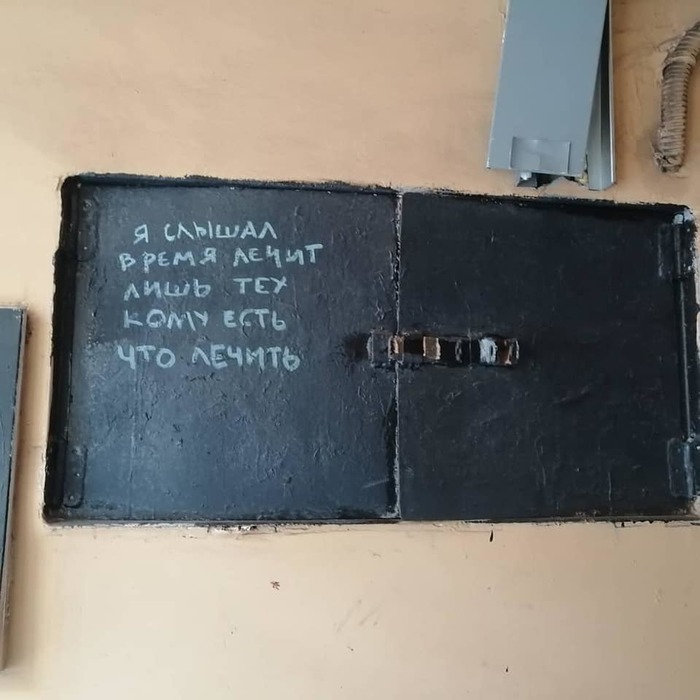 Я СЛЫШАЛ
ВРЕМЯ ЛЕЧИТ
ЛИШЬ ТЕХ
КОМУ ЕСТЬ
ЧТО ЛЕЧИТЬ